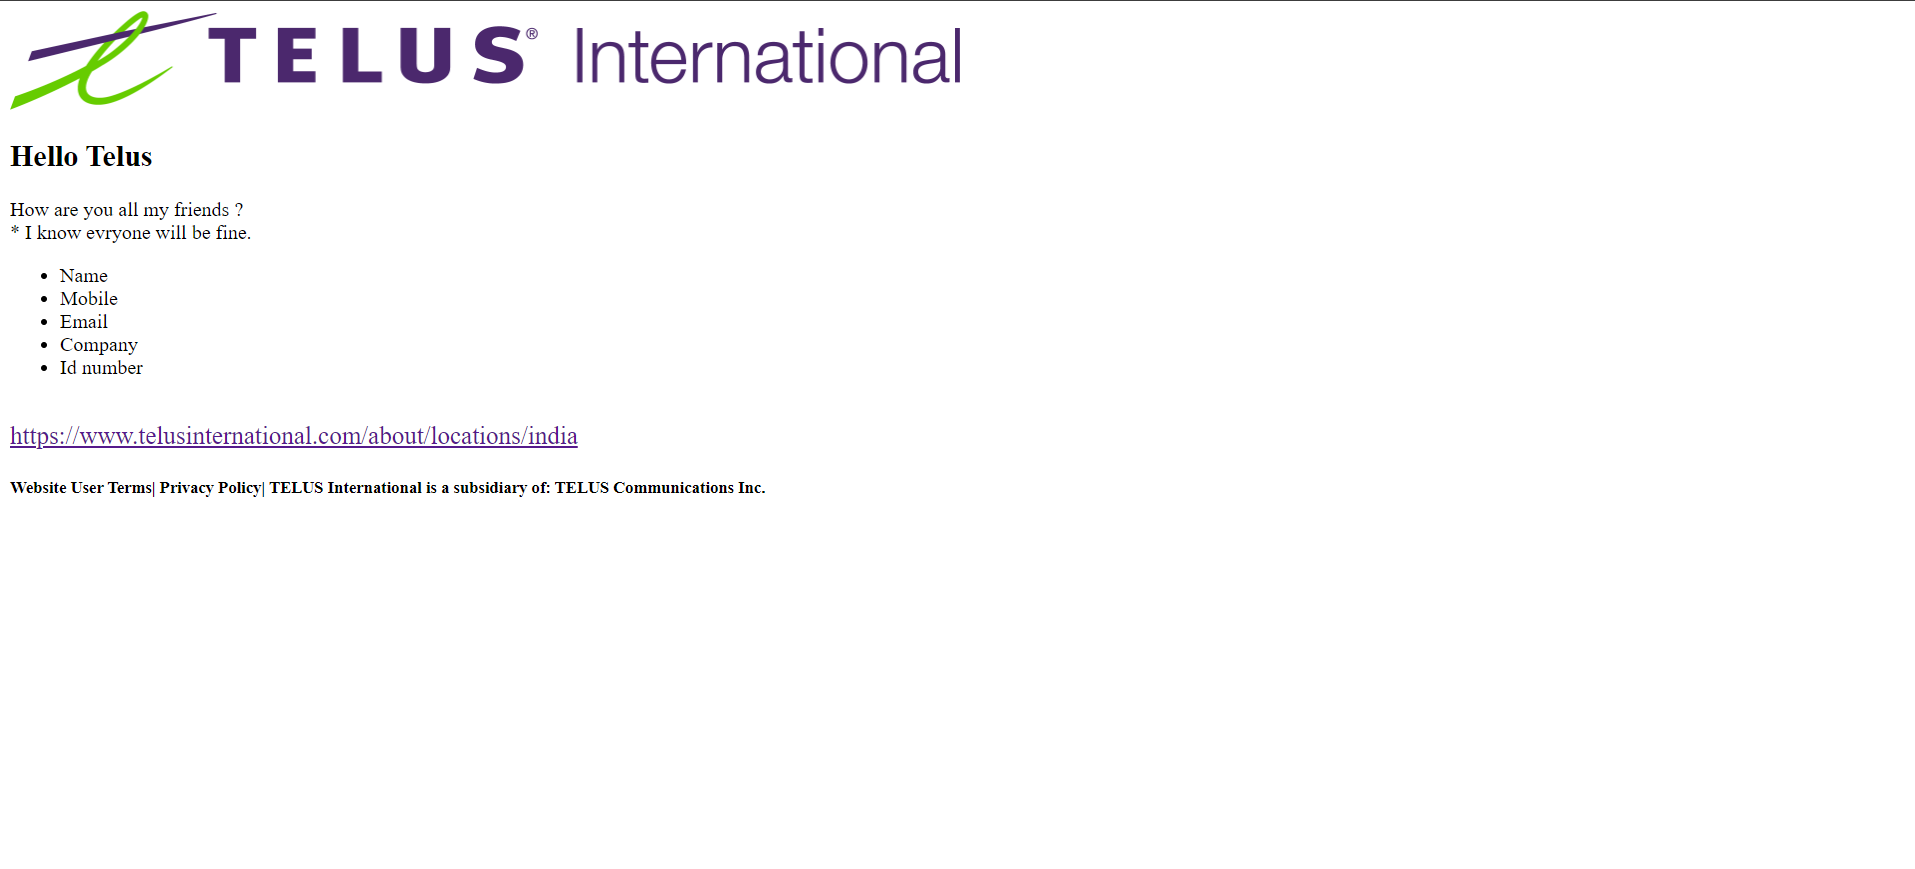 TELUS® International
Hello Telus
How are you all my friends ?
* I know evryone will be fine.
• Name
• Mobile
• Email
• Company
• Id number
https://www.telusinternational.com/about/locations/india
Website User Terms| Privacy Policy| TELUS International is a subsidiary of: TELUS Communications Inc.